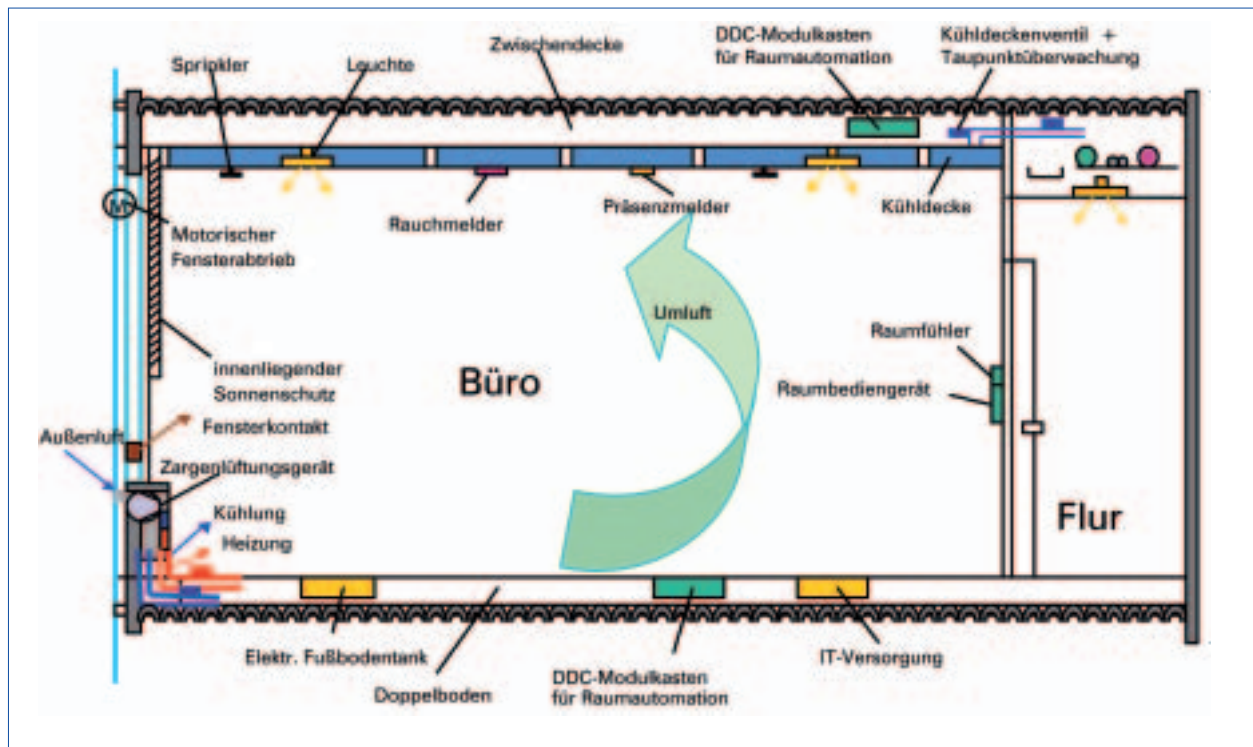 Zwischendecke
DDC-Modulkasten
für Raumautomation
Kühldeckenventil +
Taupunktüberwachung
Sprinkler
Leuchte
M
Motorischer
Fensterabtrieb
Rauchmelder
Präsenzmelder
Kühldecke
Umluft
innenliegender
Sonnenschutz
Büro
Raumfühler
Raumbediengerät
Fensterkontakt
Außenluft
Zargenlüftungsgerät
Kühlung
Heizung
Flur
Elektr. Fußbodentank
Doppelboden
DDC-Modulkasten
für Raumautomation
IT-Versorgung